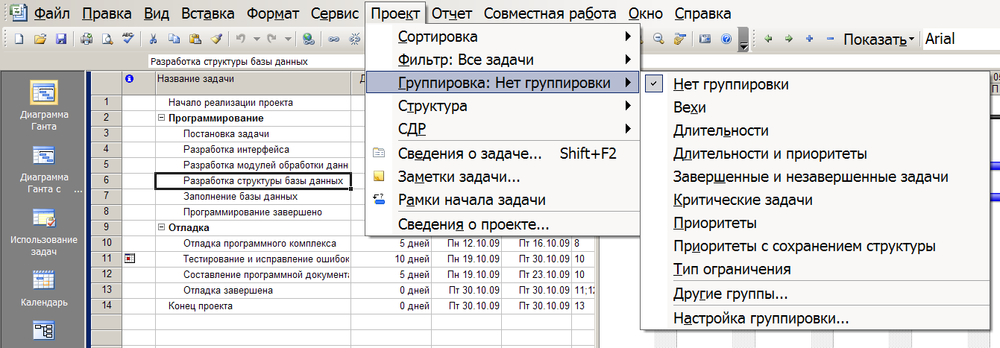 Файл Правка Вид Вставка Формат Сервис Проект Отчет Совместная работа Окно Справка
Показать Arial
Разработка структуры базы данных
Название задачи
Сортировка
Фильтр: Все задачи
Группировка: Нет группировки
Структура
СДР
Сведения о задаче... Shift+F2
Заметки задачи...
Рамки начала задачи
Сведения о проекте...
Нет группировки
Вехи
Длительности
Длительности и приоритеты
Завершенные и незавершенные задачи
Критические задачи
Приоритеты
Приоритеты с сохранением структуры
Тип ограничения
Другие группы...
Настройка группировки...
Диаграмма
Ганта
Диаграмма
Ганта с ...
Использование
задач
Календарь
1 Начало реализации проекта
2 Программирование
3 Постановка задачи
4 Разработка интерфейса
5 Разработка модулей обработки данн
6 Разработка структуры базы данных
7 Заполнение базы данных
8 Программирование завершено
9 Отладка
10 Отладка программного комплекса 5 дней Пн 12.10.09 Пт 16.10.09 8
11 Тестирование и исправление ошибок 10 дней Пн 19.10.09 Пт 30.10.09 10
12 Составление программной документ 5 дней Пн 19.10.09 Пт 23.10.09 10
13 Отладка завершена 0 дней Пт 30.10.09 Пт 30.10.09 11;12
14 Конец проекта 0 дней Пт 30.10.09 Пт 30.10.09 13